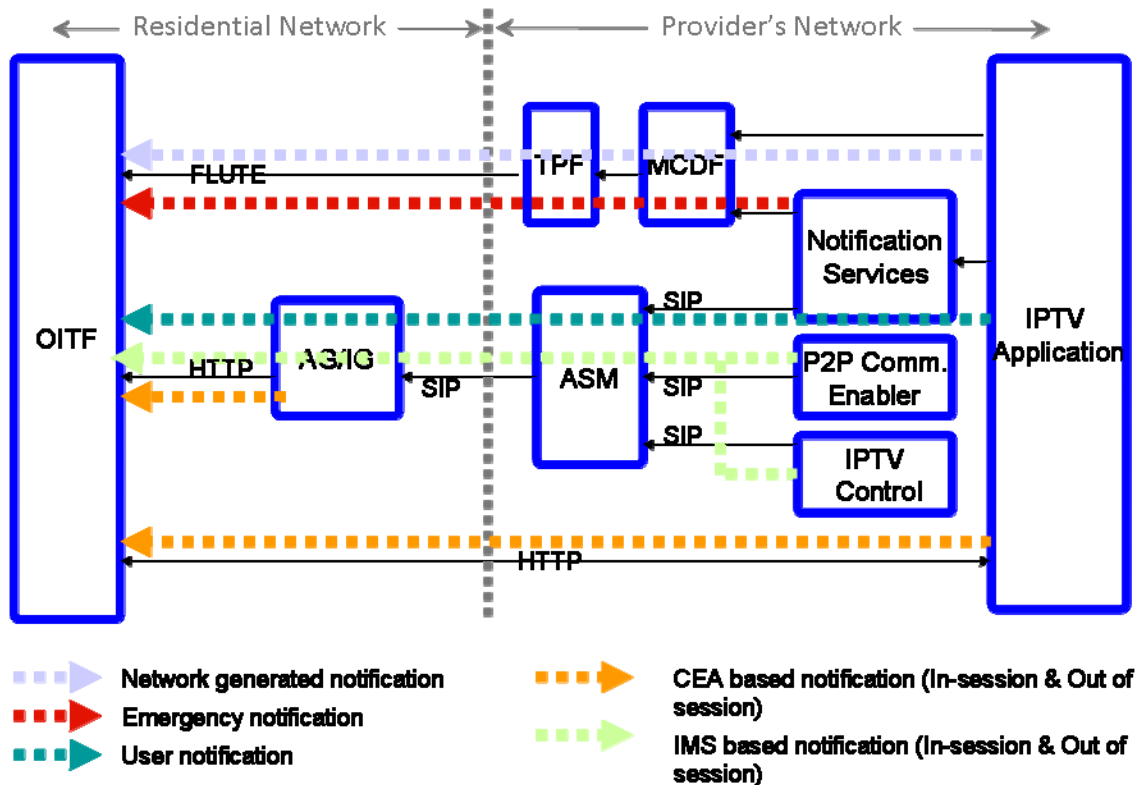 Residential Network
Provider's Network
TPF
MCDF
FLUTE
Notification
Services
OITF
SIP
IPTV
Application
AG/IG
HTTP
SIP
ASM
SIP
P2P Comm.
Enabler
SIP
IPTV
Control
HTTP
Network generated notification
Emergency notification
User notification
CEA based notification (In-session & Out of
session)
IMS based notification (In-session & Out of
session)